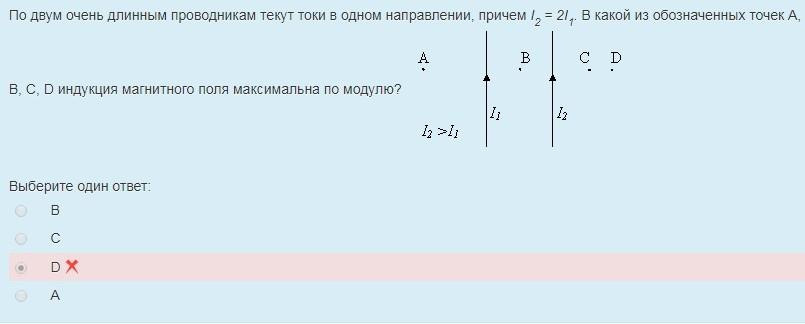 По двум очень длинным проводникам текут токи в одном направлении, причем I2 = 2I1. В какой из обозначенных точек A,
A B C D
B, C, D индукция магнитного поля максимальна по модулю?
I1 I2
I2 >I1
Выберите один ответ:
B
C
D
A